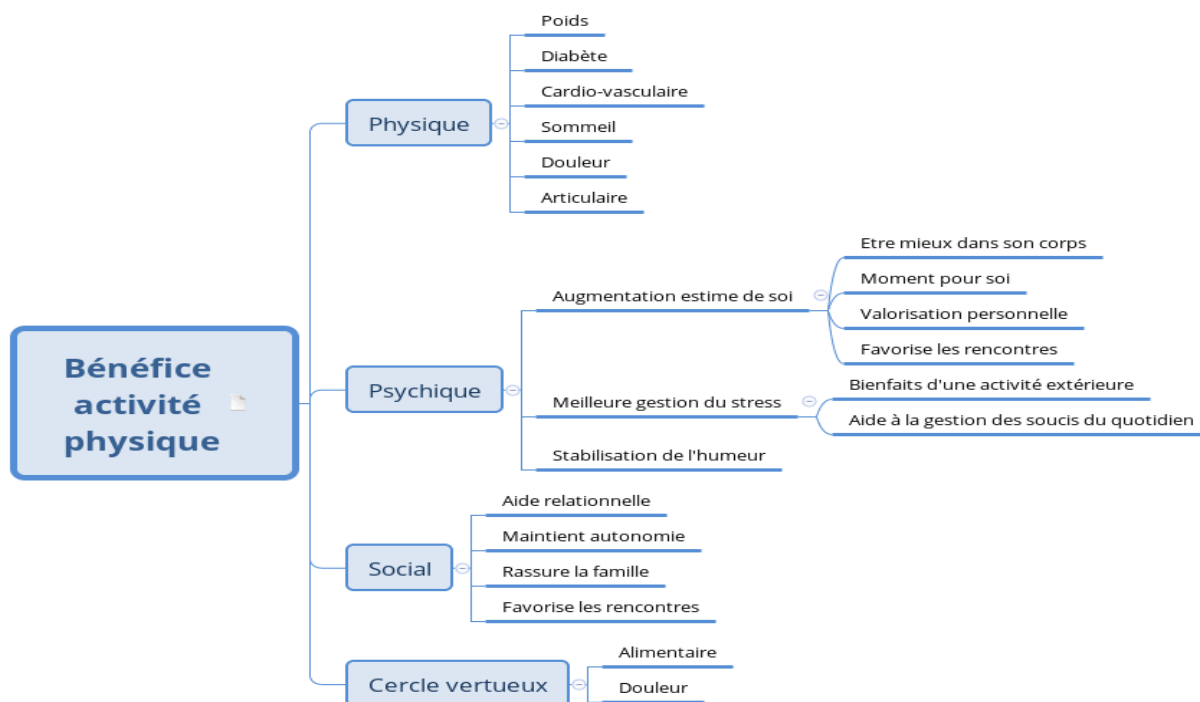 Bénéfice
activité
physique
Physique
Poids
Diabète
Cardio-vasculaire
Sommeil
Douleur
Articulaire
Psychique
Augmentation estime de soi
Etre mieux dans son corps
Moment pour soi
Valorisation personnelle
Favorise les rencontres
Meilleure gestion du stress
Bienfaits d'une activité extérieure
Aide à la gestion des soucis du quotidien
Stabilisation de l'humeur
Social
Aide relationnelle
Maintient autonomie
Rassure la famille
Favorise les rencontres
Cercle vertueux
Alimentaire
Douleur